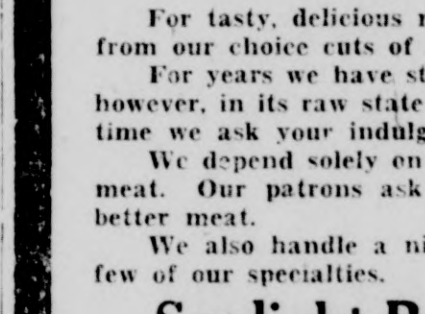 For tasty, delicious
from our choice cuts of
For years we have st
however, in its raw state
time we ask your indulg
We depend solely on
meat. Our patrons ask
better meat.
We also handle a ni
few of our specialties.